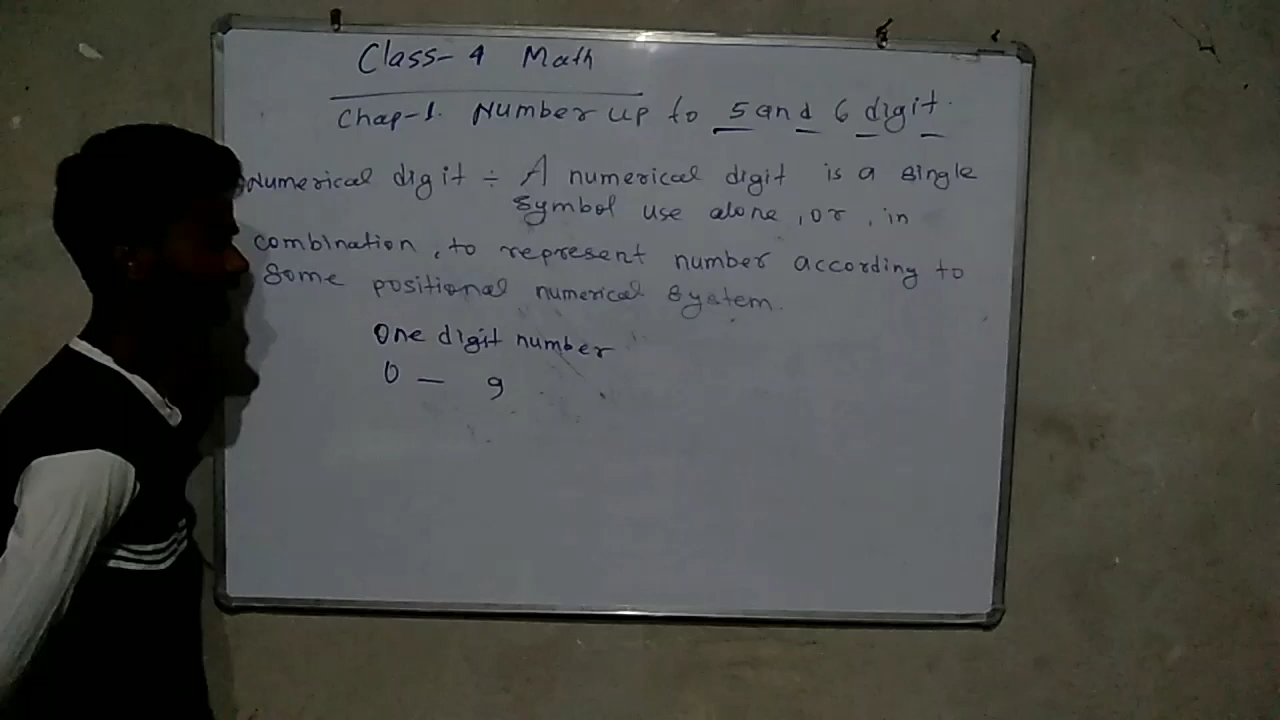 Class- 4 Math
Chap-1. Number up to 5 and 6 digit.
Numerical digit ÷ A numerical digit is a single
symbol use alone, or, in
combination, to represent number according to
some positional numerical system.
One digit number
0 — 9